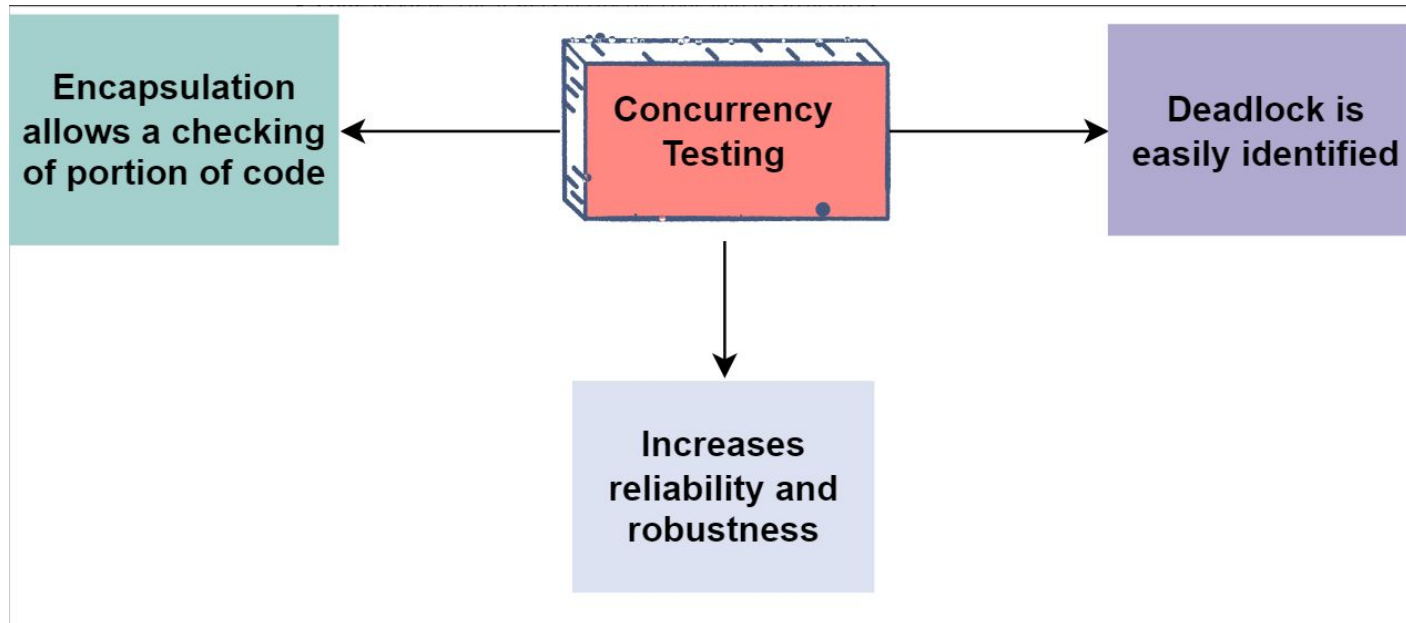 Encapsulation
allows a checking
of portion of code
Concurrency
Testing
Deadlock is
easily identified
Increases
reliability and
robustness